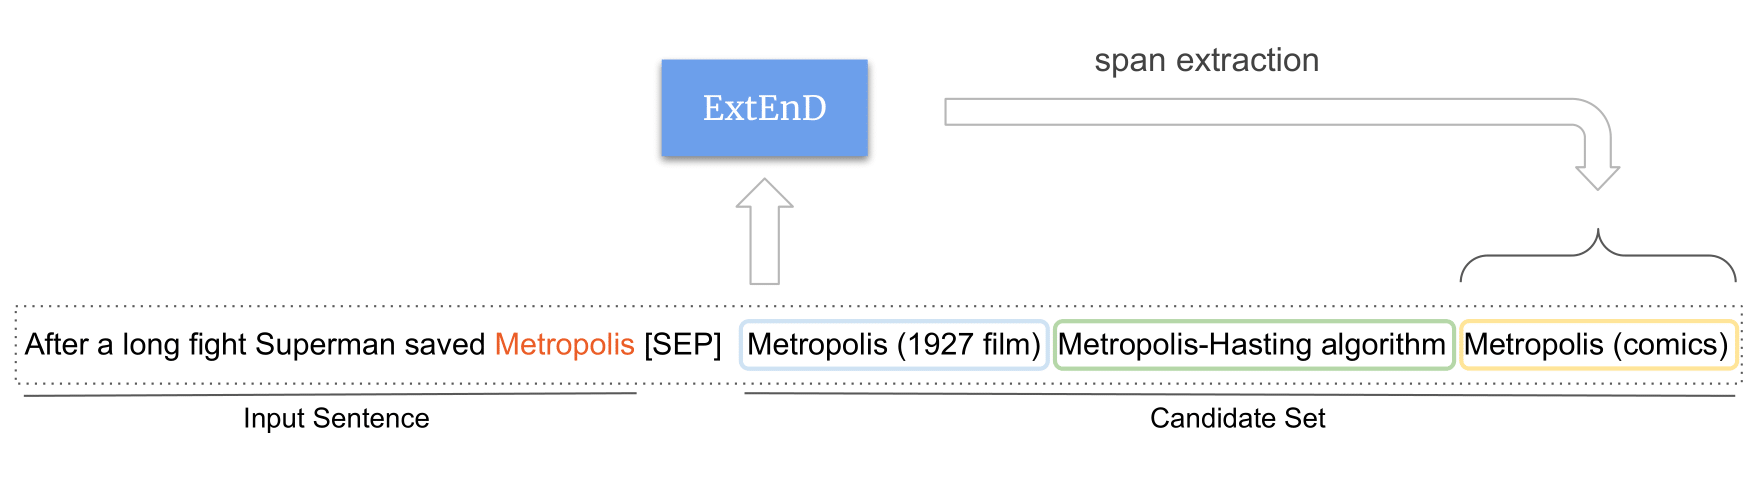 span extraction
ExtEnD
After a long fight Superman saved Metropolis [SEP] Metropolis (1927 film) Metropolis-Hasting algorithm Metropolis (comics)
Input Sentence
Candidate Set